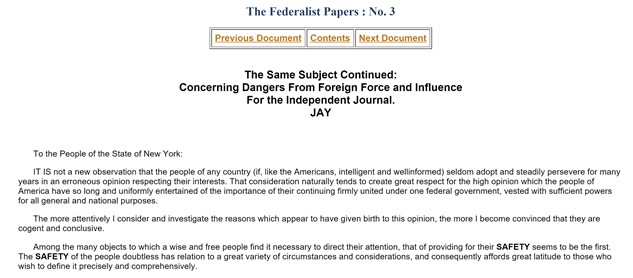 The Federalist Papers : No. 3
Previous Document Contents Next Document
The Same Subject Continued:
Concerning Dangers From Foreign Force and Influence
For the Independent Journal.
JAY
To the People of the State of New York:
IT IS not a new observation that the people of any country (if, like the Americans, intelligent and wellinformed) seldom adopt and steadily persevere for many
years in an erroneous opinion respecting their interests. That consideration naturally tends to create great respect for the high opinion which the people of
America have so long and uniformly entertained of the importance of their continuing firmly united under one federal government, vested with sufficient powers
for all general and national purposes.
The more attentively I consider and investigate the reasons which appear to have given birth to this opinion, the more I become convinced that they are
cogent and conclusive.
Among the many objects to which a wise and free people find it necessary to direct their attention, that of providing for their SAFETY seems to be the first.
The SAFETY of the people doubtless has relation to a great variety of circumstances and considerations, and consequently affords great latitude to those who
wish to define it precisely and comprehensively.